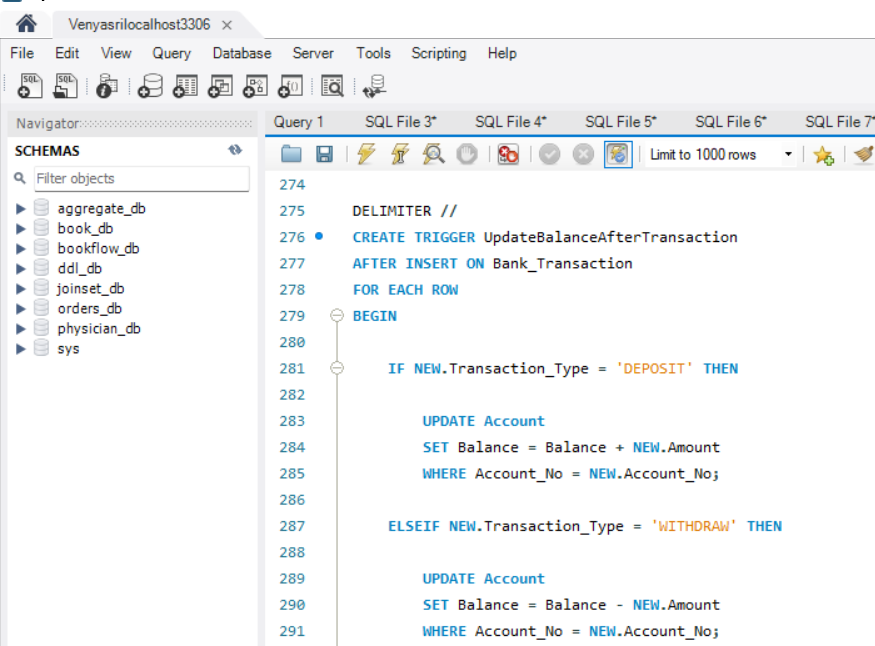 Venyasrilocalhost3306
File Edit View Query Database Server Tools Scripting Help
SQL SQL
Navigator
Query 1 SQL File 3* SQL File 4* SQL File 5* SQL File 6* SQL File 7*
SCHEMAS
Limit to 1000 rows
Filter objects
aggregate_db
book_db
bookflow_db
ddl_db
joinset_db
orders_db
physician_db
sys
274
275 DELIMITER //
276 CREATE TRIGGER UpdateBalanceAfterTransaction
277 AFTER INSERT ON Bank_Transaction
278 FOR EACH ROW
279 BEGIN
280
281 IF NEW.Transaction_Type = 'DEPOSIT' THEN
282
283 UPDATE Account
284 SET Balance = Balance + NEW.Amount
285 WHERE Account_No = NEW.Account_No;
286
287 ELSEIF NEW.Transaction_Type = 'WITHDRAW' THEN
288
289 UPDATE Account
290 SET Balance = Balance - NEW.Amount
291 WHERE Account_No = NEW.Account_No;